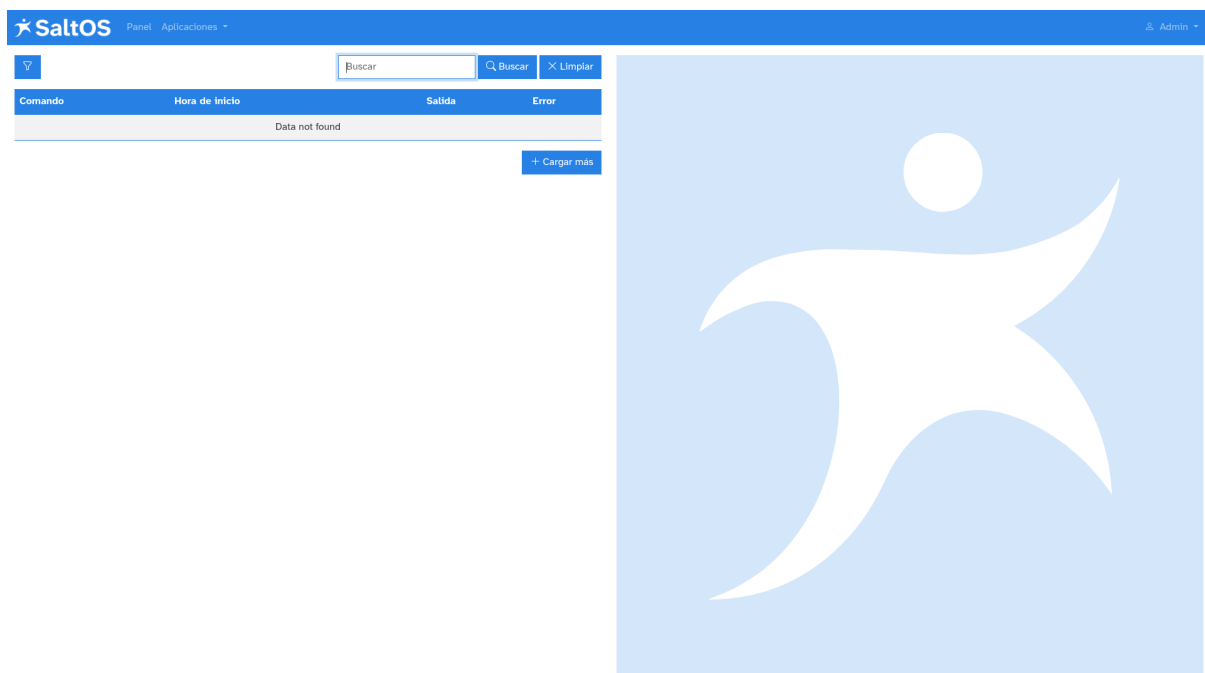 SaltOS Panel Aplicaciones Admin
Buscar Buscar Limpiar
Comando Hora de inicio Salida Error
Data not found
+ Cargar más